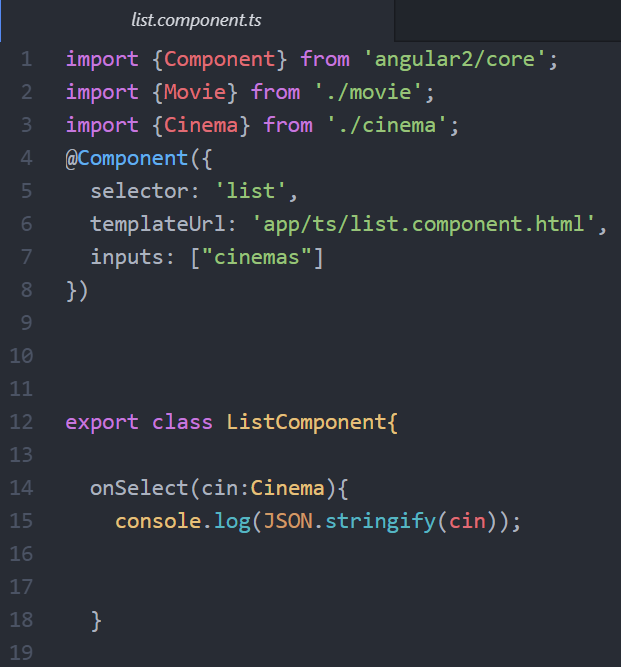 list.component.ts
1 import {Component} from 'angular2/core';
2 import {Movie} from './movie';
3 import {Cinema} from './cinema';
4 @Component({
5   selector: 'list',
6   templateUrl: 'app/ts/list.component.html',
7   inputs: ["cinemas"]
8 })
9
10
11
12 export class ListComponent{
13
14   onSelect(cin:Cinema){
15     console.log(JSON.stringify(cin));
16
17
18   }
19